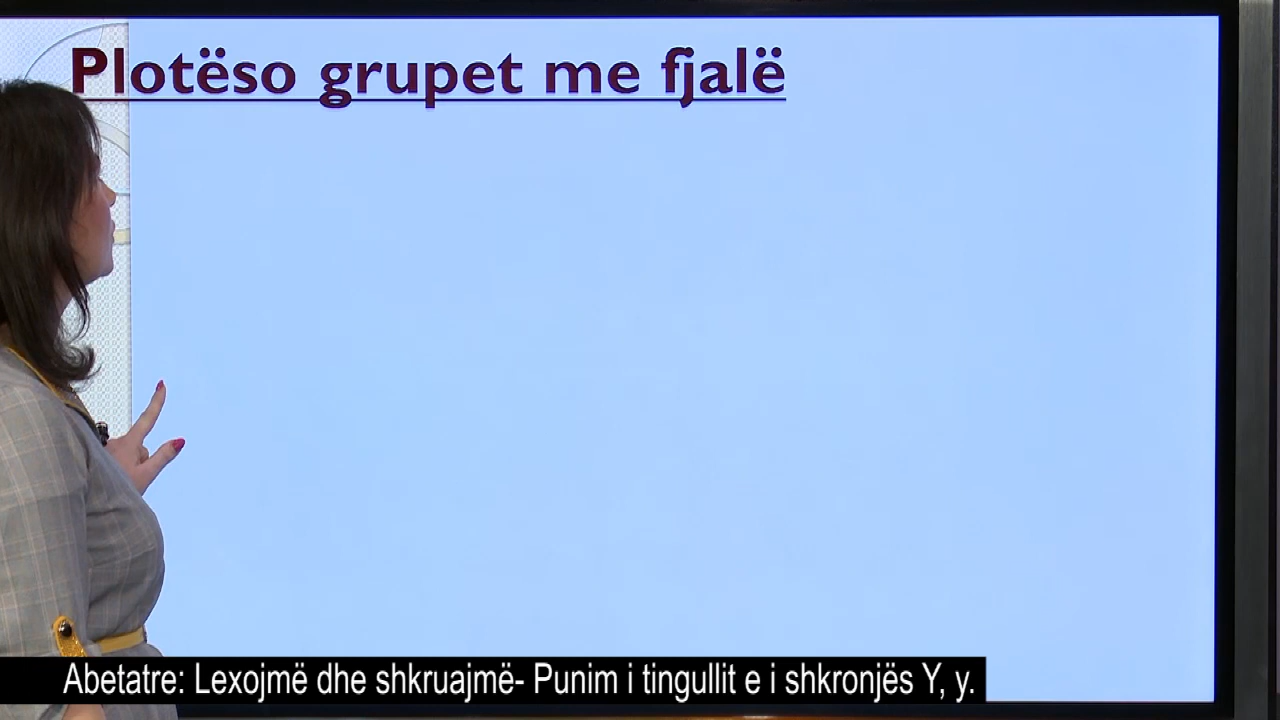 Plotëso grupet me fjalë
Abetatre: Lexojmë dhe shkruajmë- Punim i tingullit e i shkronjës Y, y.